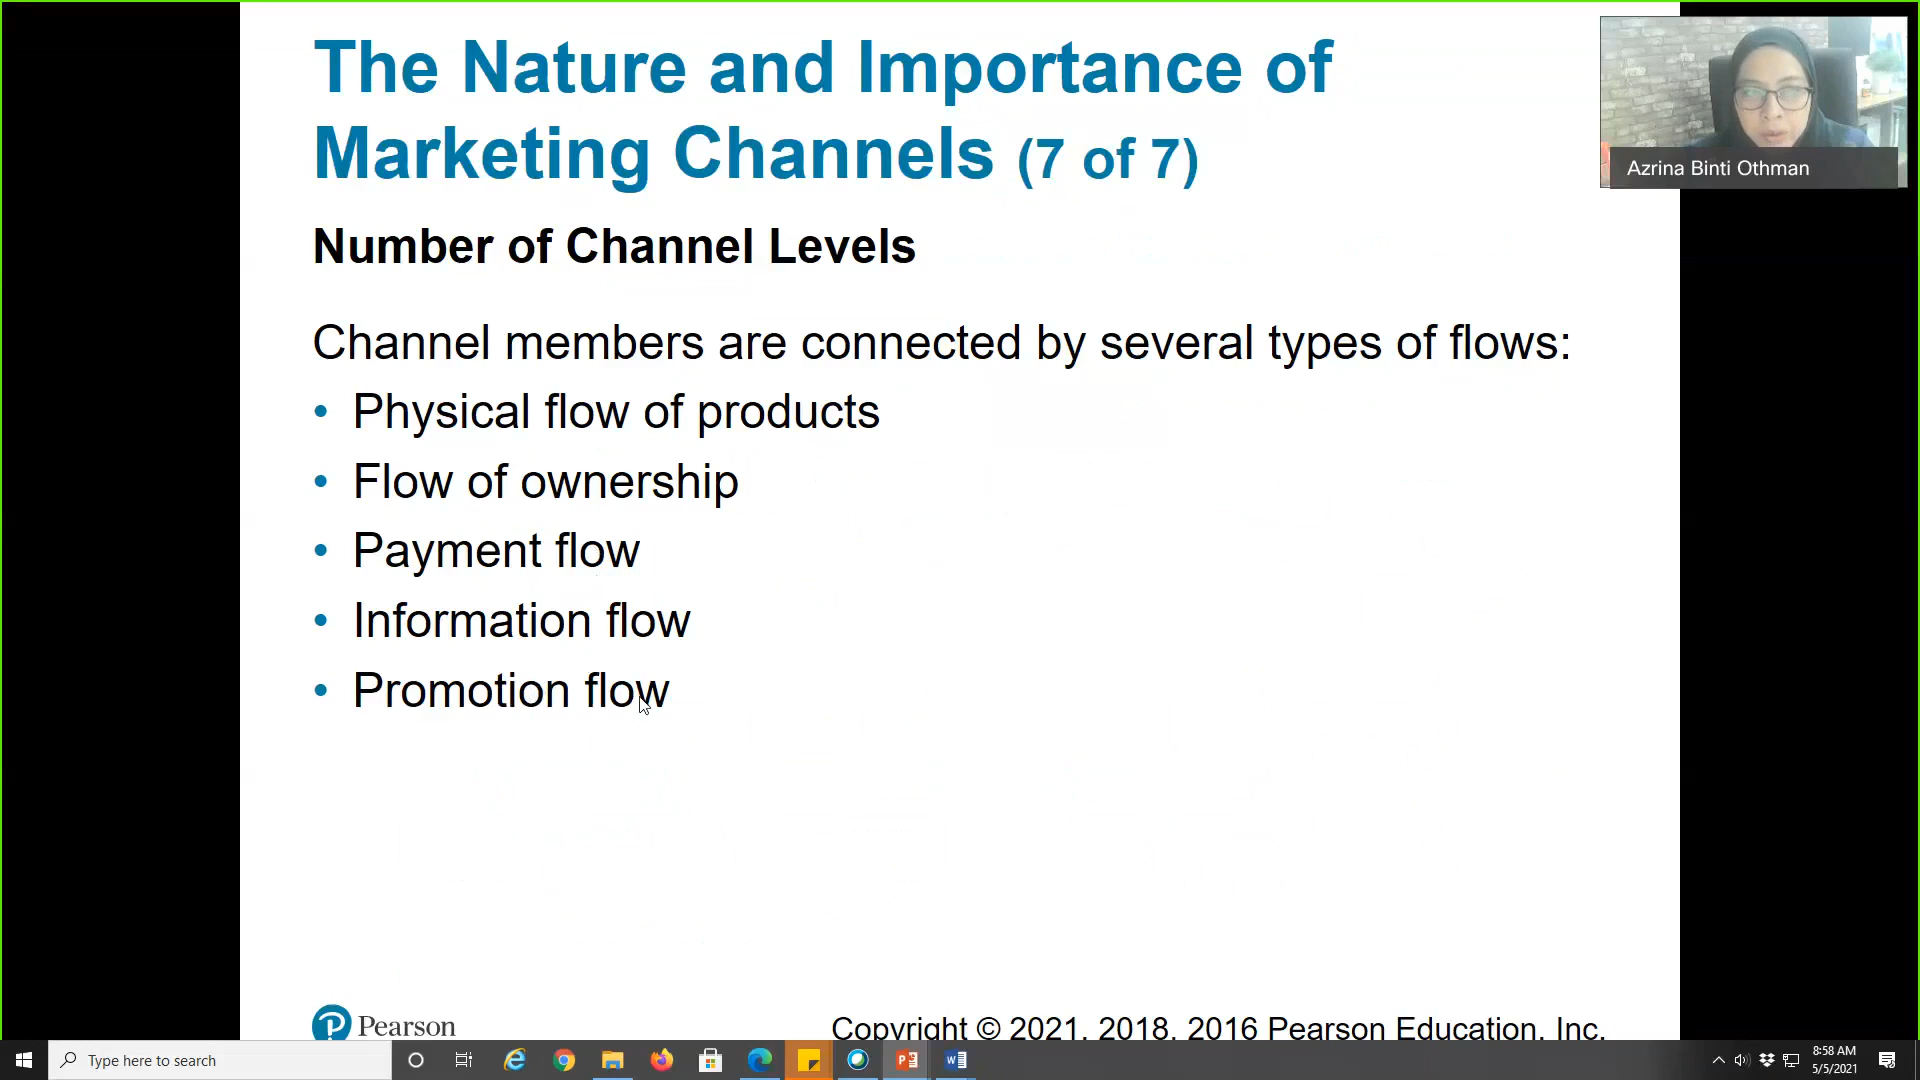 The Nature and Importance of
Marketing Channels (7 of 7)
Azrina Binti Othman
Number of Channel Levels
Channel members are connected by several types of flows:
• Physical flow of products
• Flow of ownership
• Payment flow
• Information flow
• Promotion flow
Pearson
Copyright © 2021, 2018, 2016 Pearson Education, Inc.
Type here to search
8:58 AM
5/5/2021